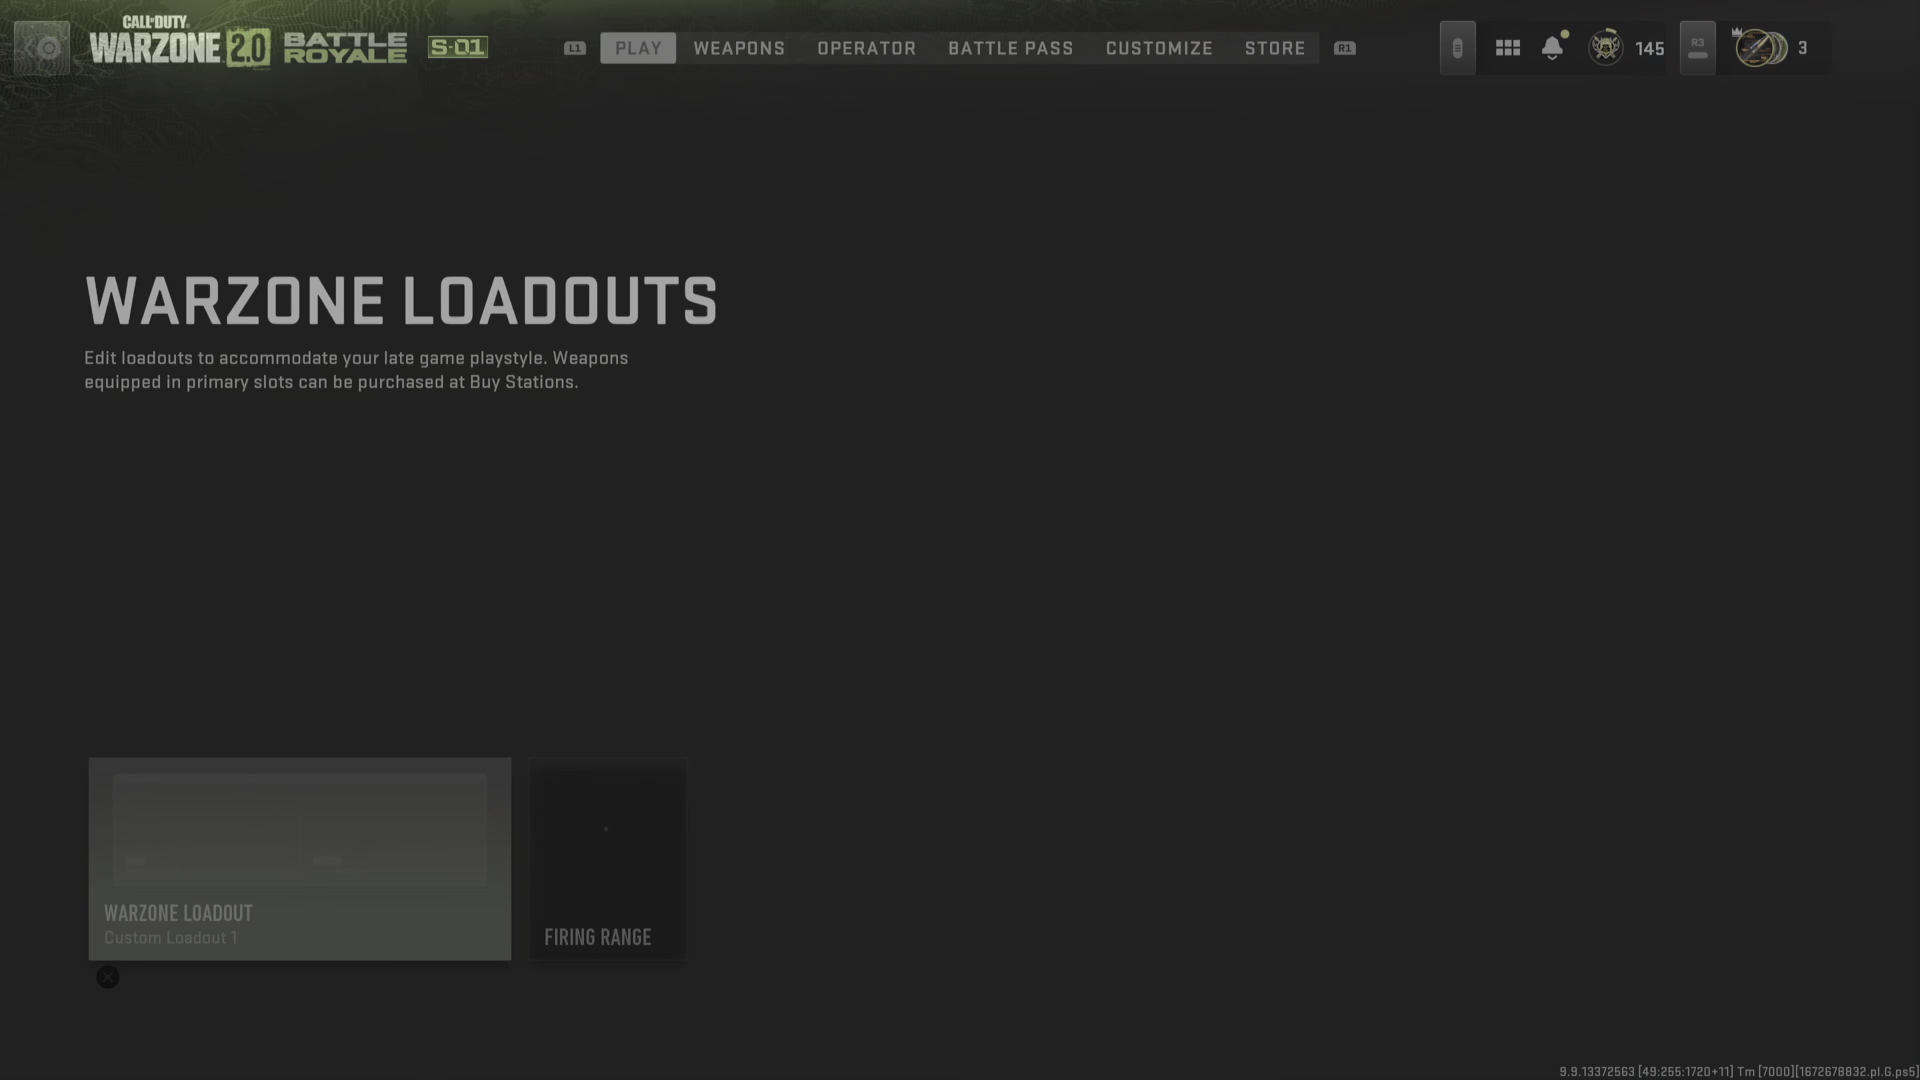 CALL OF DUTY
WARZONE 2.0 BATTLE ROYALE S-01
L1 PLAY WEAPONS OPERATOR BATTLE PASS CUSTOMIZE STORE R1
145 R3 3
WARZONE LOADOUTS
Edit loadouts to accommodate your late game playstyle. Weapons
equipped in primary slots can be purchased at Buy Stations.
WARZONE LOADOUT
Custom Loadout 1
FIRING RANGE
9.9.13372563 [49:255:1720+11] Tm [7000][1672678832.pl.G.ps5]